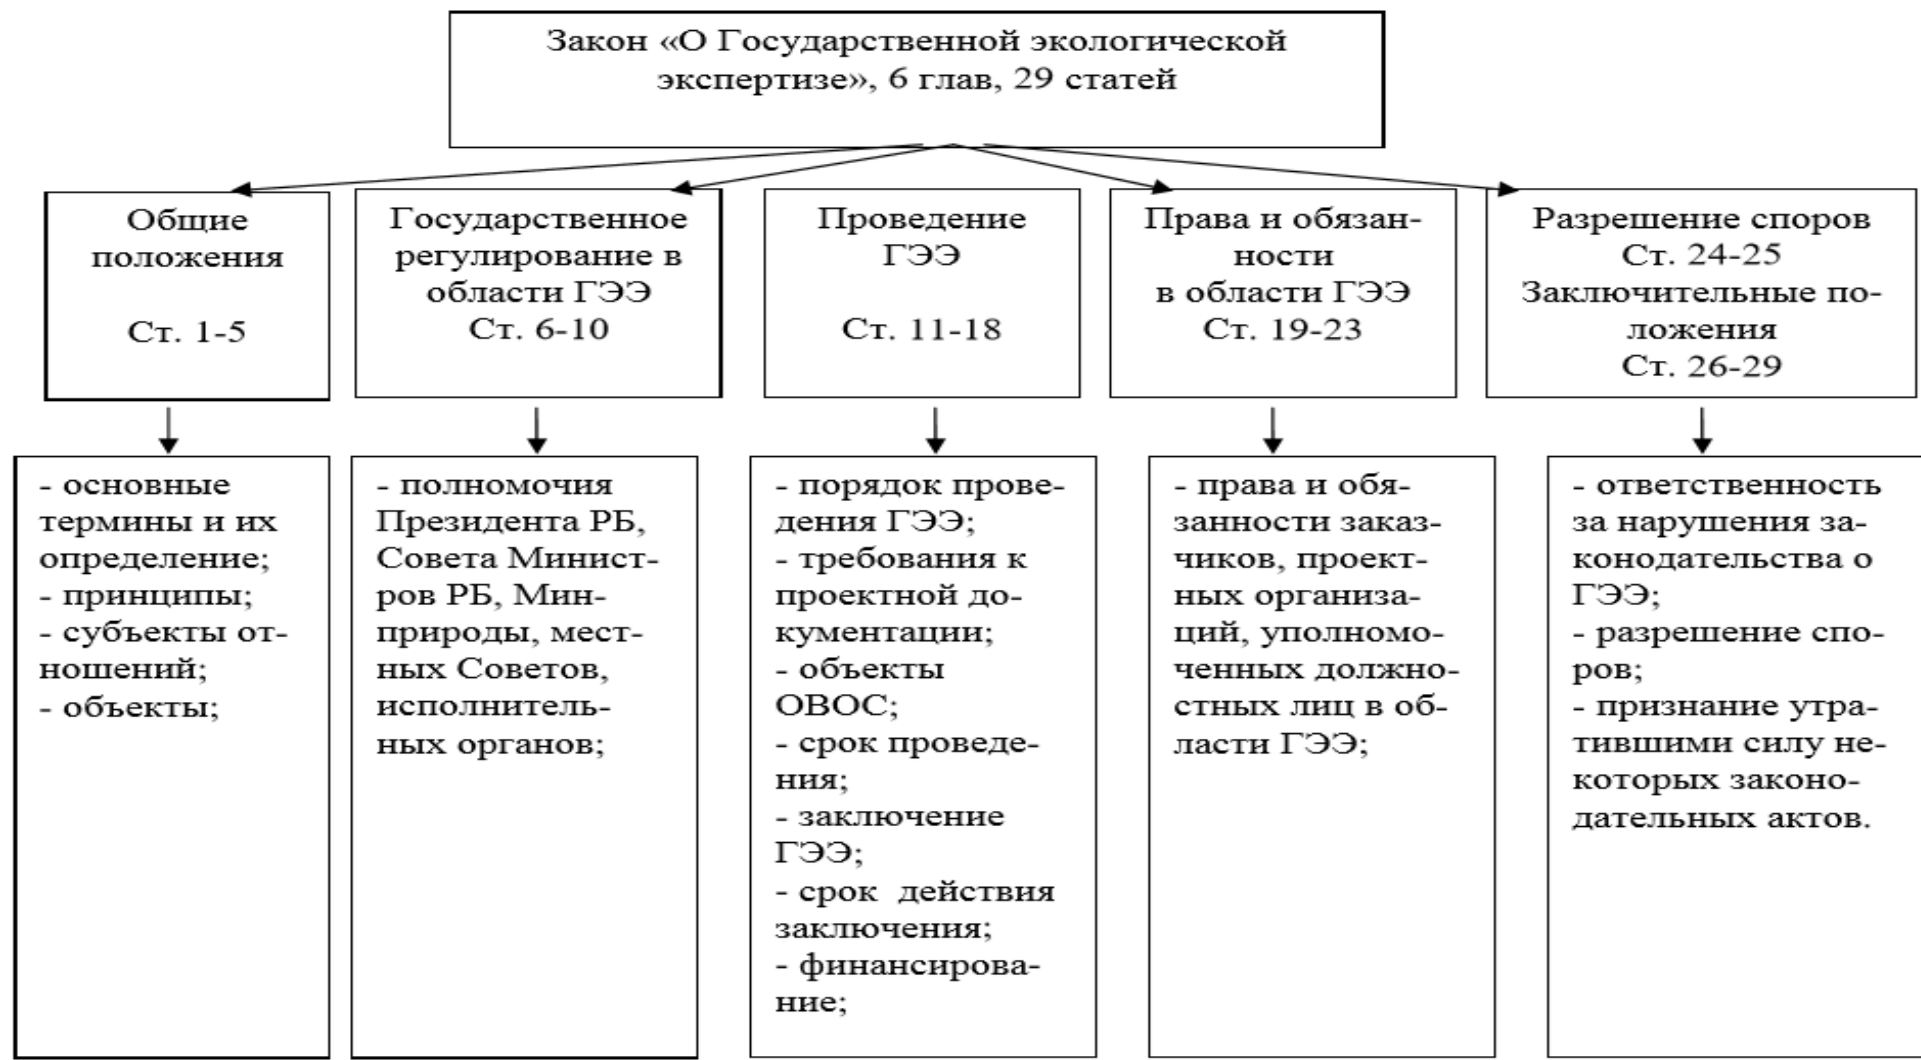 Закон «О Государственной экологической
экспертизе», 6 глав, 29 статей
Общие
положения
Ст. 1-5
Государственное
регулирование в
области ГЭЭ
Ст. 6-10
Проведение
ГЭЭ
Ст. 11-18
Права и обязан-
ности
в области ГЭЭ
Ст. 19-23
Разрешение споров
Ст. 24-25
Заключительные по-
ложения
Ст. 26-29
- основные
термины и их
определение;
- принципы;
- субъекты от-
ношений;
- объекты;
- полномочия
Президента РБ,
Совета Минист-
ров РБ, Мин-
природы, мест-
ных Советов,
исполнитель-
ных органов;
- порядок прове-
дения ГЭЭ;
- требования к
проектной до-
кументации;
- объекты
ОВОС;
- срок проведе-
ния;
- заключение
ГЭЭ;
- срок действия
заключения;
- финансирова-
ние;
- права и обя-
занности заказ-
чиков, проект-
ных организа-
ций, уполномо-
ченных должно-
стных лиц в об-
ласти ГЭЭ;
- ответственность
за нарушения за-
конодательства о
ГЭЭ;
- разрешение спо-
ров;
- признание утра-
тившими силу не-
которых законо-
дательных актов.